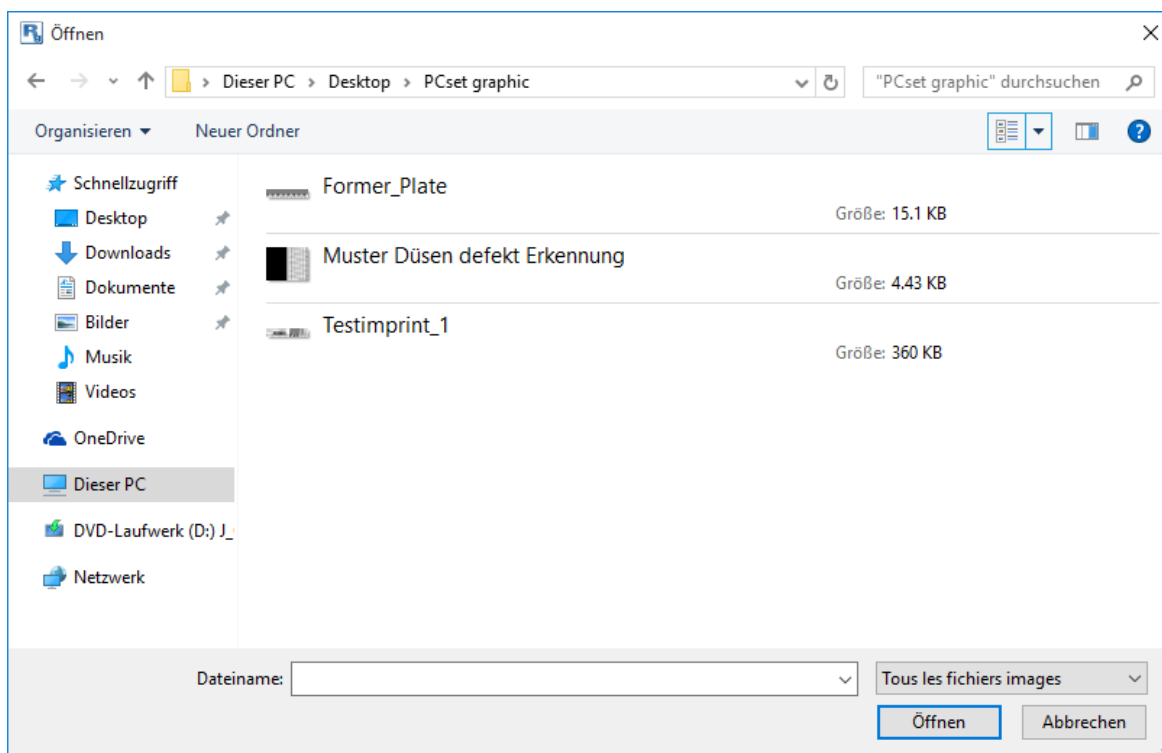 Öffnen
Dieser PC > Desktop > PCset graphic
"PCset graphic" durchsuchen
Organisieren
Neuer Ordner
Schnellzugriff
Desktop
Downloads
Dokumente
Bilder
Musik
Videos
OneDrive
Dieser PC
DVD-Laufwerk (D:) J_
Netzwerk
Former_Plate
Größe: 15.1 KB
Muster Düsen defekt Erkennung
Größe: 4.43 KB
Testimprint_1
Größe: 360 KB
Dateiname:
Tous les fichiers images
Öffnen
Abbrechen